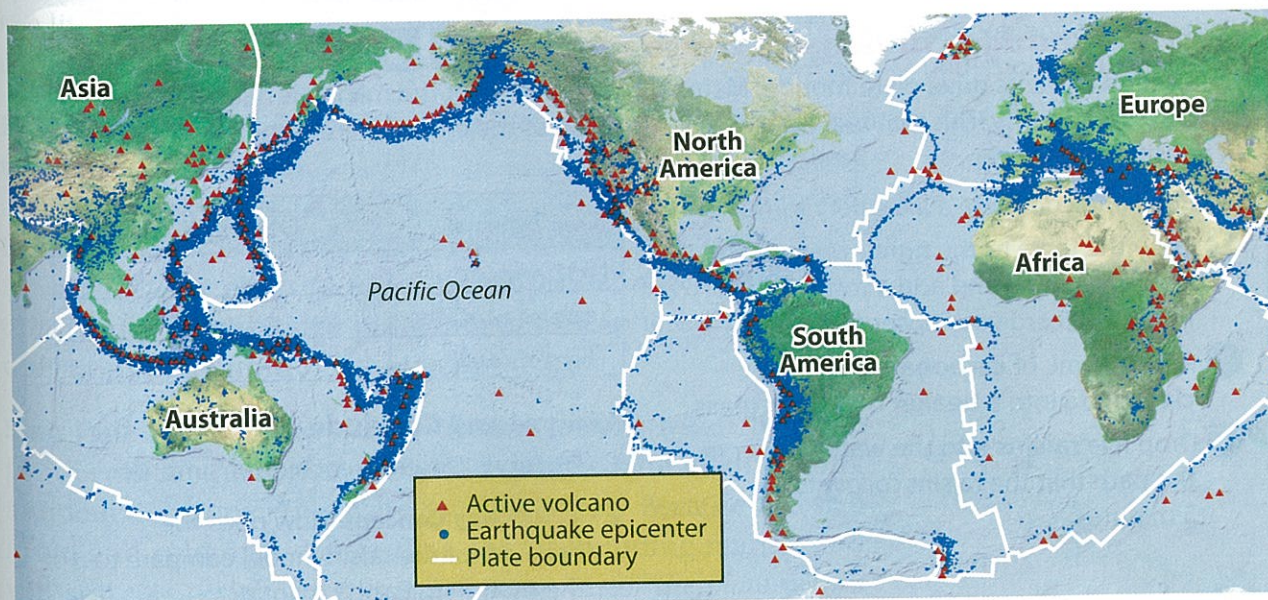 Asia
Europe
North
America
Pacific Ocean
Africa
South
America
Australia
Active volcano
Earthquake epicenter
Plate boundary